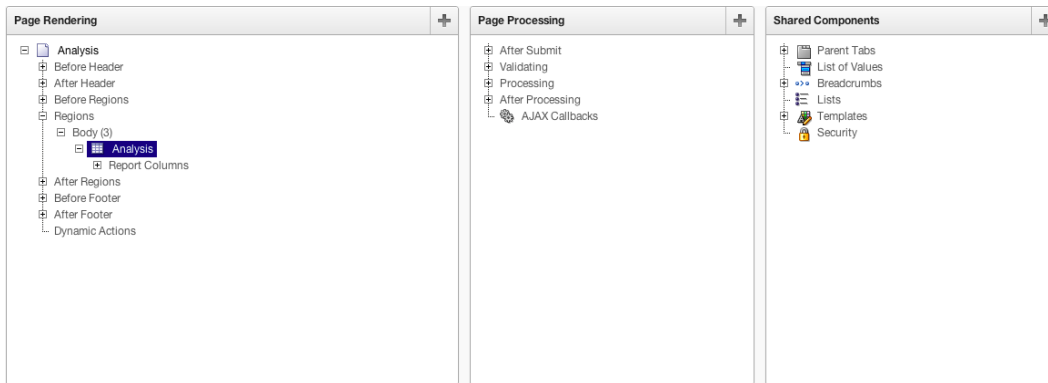 Page Rendering
Analysis
Before Header
After Header
Before Regions
Regions
Body (3)
Analysis
Report Columns
After Regions
Before Footer
After Footer
Dynamic Actions
Page Processing
After Submit
Validating
Processing
After Processing
AJAX Callbacks
Shared Components
Parent Tabs
List of Values
Breadcrumbs
Lists
Templates
Security